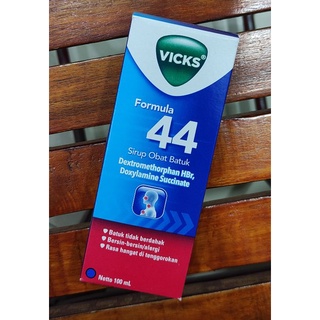 VICKS®
Formula
44
Sirup Obat Batuk
Dextromethorphan HBr,
Doxylamine Succinate
Batuk tidak berdahak
Bersin-bersin/alergi
Rasa hangat di tenggorokan
Netto 100 mL